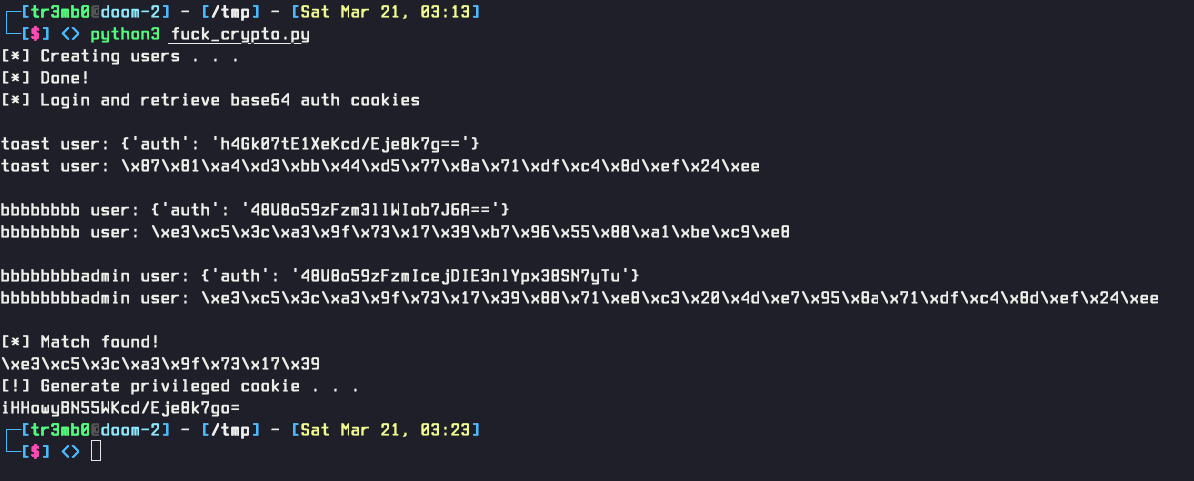 [tr3mb0@doom-2] - [/tmp] - [Sat Mar 21, 03:13]
[$] <> python3 fuck_crypto.py
[*] Creating users . . .
[*] Done!
[*] Login and retrieve base64 auth cookies
toast user: {'auth': 'h4Gk07tE1XeKcd/Eje8k7g=='}
toast user: \x87\x81\xa4\xd3\xbb\x44\xd5\x77\x8a\x71\xdf\xc4\x8d\xef\x24\xee
bbbbbbbb user: {'auth': '48U8o59zFzm3llWIob7J6A=='}
bbbbbbbb user: \xe3\xc5\x3c\xa3\x9f\x73\x17\x39\xb7\x96\x55\x88\xa1\xbe\xc9\xe8
bbbbbbbbadmin user: {'auth': '48U8o59zFzmIcejDIE3nlYpx38SN7yTu'}
bbbbbbbbadmin user: \xe3\xc5\x3c\xa3\x9f\x73\x17\x39\x88\x71\xe8\xc3\x20\x4d\xe7\x95\x8a\x71\xdf\xc4\x8d\xef\x24\xee
[*] Match found!
\xe3\xc5\x3c\xa3\x9f\x73\x17\x39
[!] Generate privileged cookie . . .
iHHowyBN55WKcd/Eje8k7go=
[tr3mb0@doom-2] - [/tmp] - [Sat Mar 21, 03:23]
[$] <>